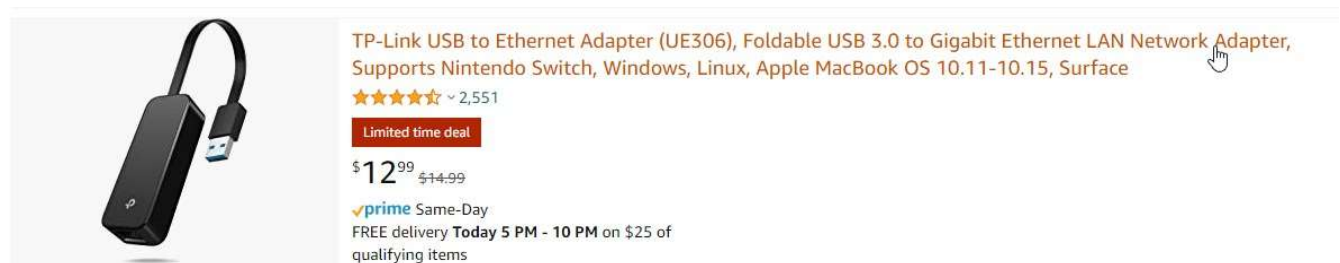 TP-Link USB to Ethernet Adapter (UE306), Foldable USB 3.0 to Gigabit Ethernet LAN Network Adapter,
Supports Nintendo Switch, Windows, Linux, Apple MacBook OS 10.11-10.15, Surface
2,551
Limited time deal
$12.99 $14.99
prime Same-Day
FREE delivery Today 5 PM - 10 PM on $25 of
qualifying items